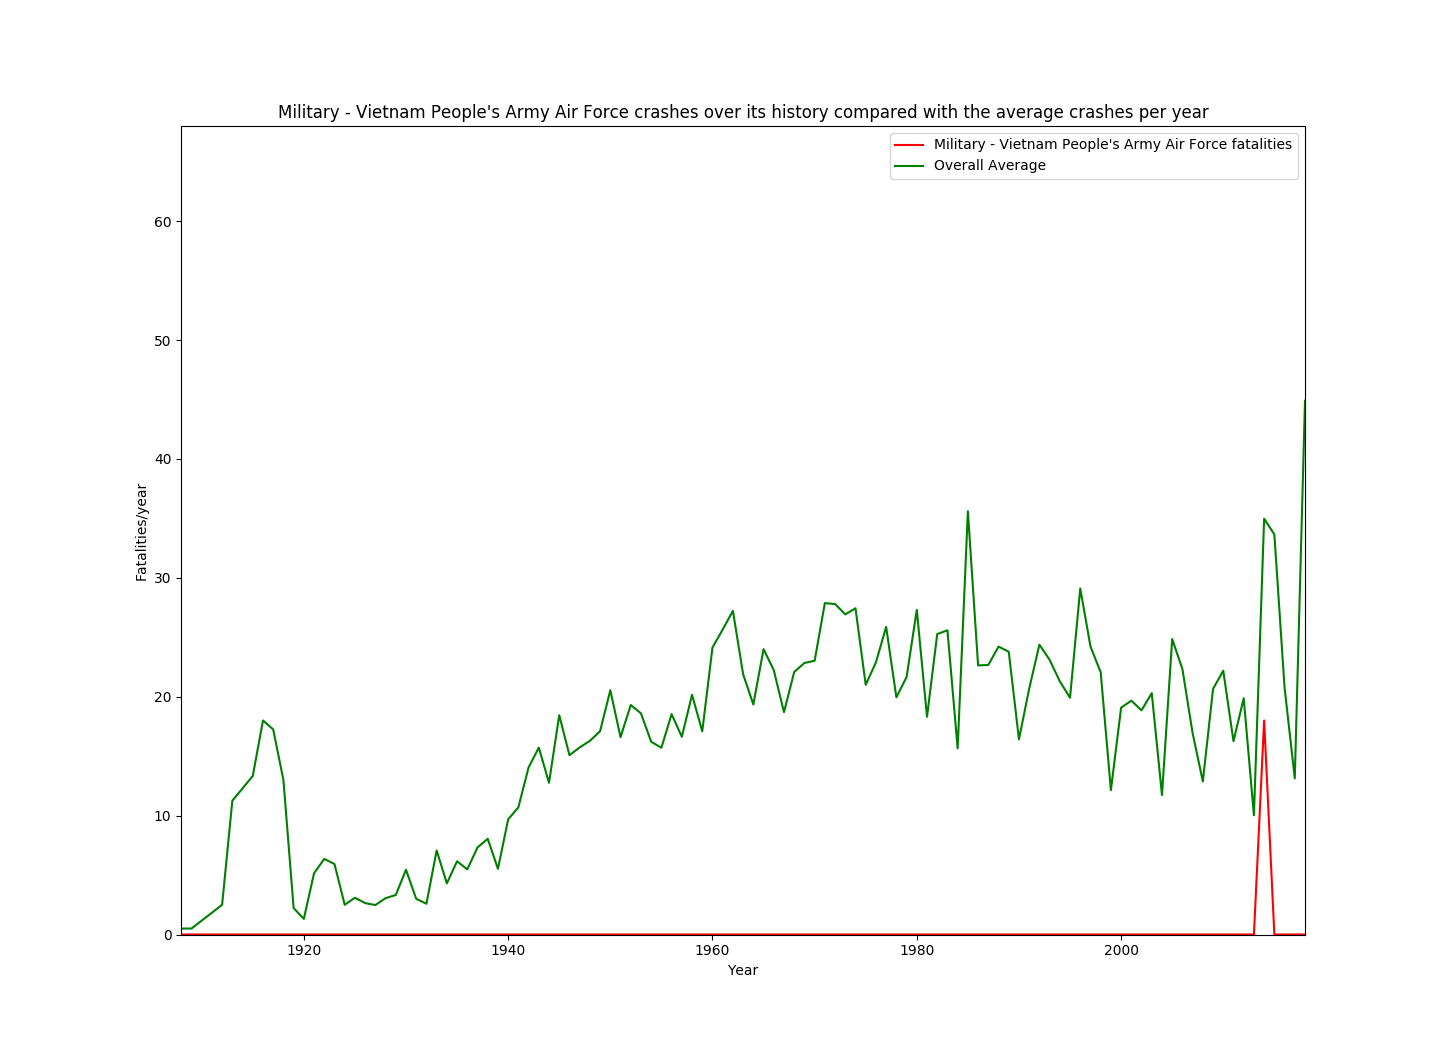 Military - Vietnam People's Army Air Force crashes over its history compared with the average crashes per year
Military - Vietnam People's Army Air Force fatalities
Overall Average
60
50
40
30
20
10
0
Fatalities/year
1920 1940 1960 1980 2000
Year